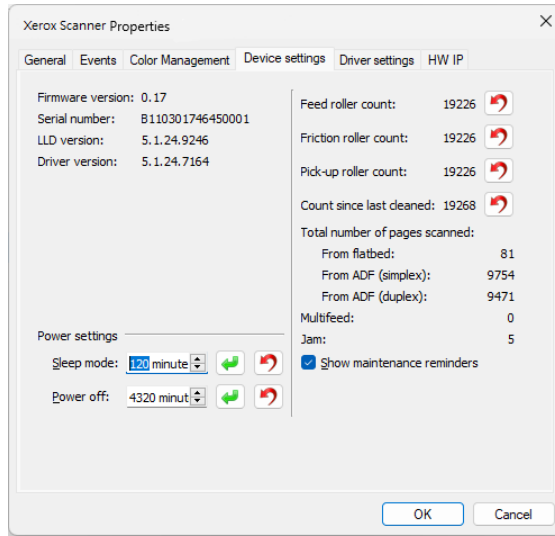 Xerox Scanner Properties
General Events Color Management Device settings Driver settings HW IP
Firmware version: 0.17
Serial number: B110301746450001
LLD version: 5.1.24.9246
Driver version: 5.1.24.7164
Power settings
Sleep mode: 120 minute
Power off: 4320 minut
Feed roller count: 19226
Friction roller count: 19226
Pick-up roller count: 19226
Count since last cleaned: 19268
Total number of pages scanned:
From flatbed: 81
From ADF (simplex): 9754
From ADF (duplex): 9471
Multifeed: 0
Jam: 5
Show maintenance reminders
OK Cancel